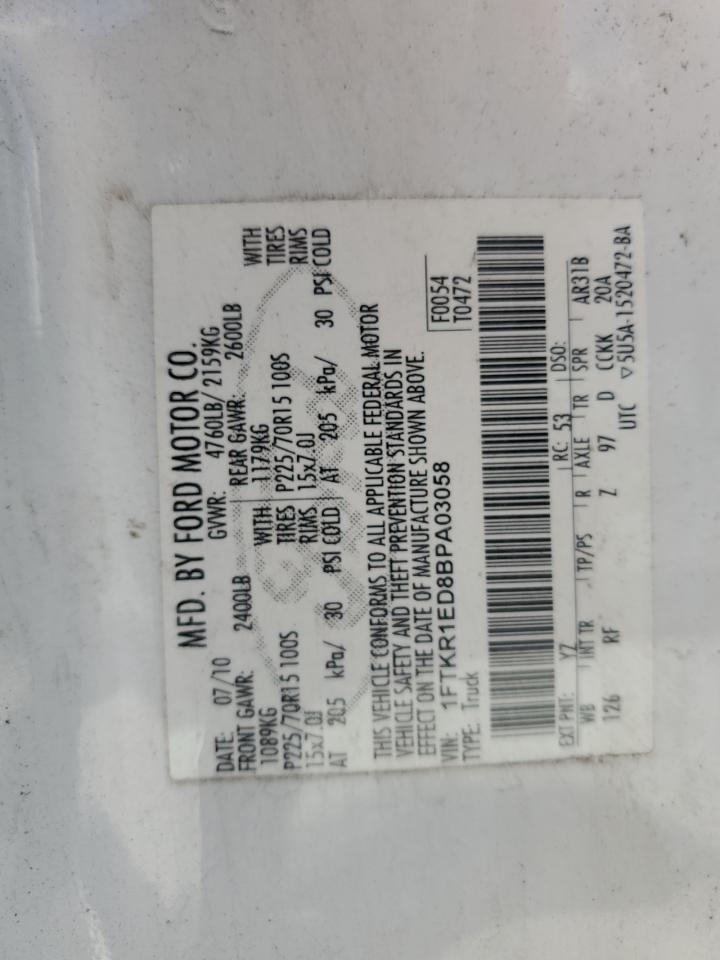 MFD. BY FORD MOTOR CO.
DATE: 07/10 GVWR: 4760LB/ 2159KG
FRONT GAWR: 2400LB REAR GAWR: 2600LB
1089KG WITH 1179KG WITH
P225/70R15 100S TIRES P225/70R15 100S TIRES
15x7.0J RIMS 15x7.0J RIMS
AT 205 kPa/ 30 PSI COLD AT 205 kPa/ 30 PSI COLD
THIS VEHICLE CONFORMS TO ALL APPLICABLE FEDERAL MOTOR
VEHICLE SAFETY AND THEFT PREVENTION STANDARDS IN
EFFECT ON THE DATE OF MANUFACTURE SHOWN ABOVE.
VIN: 1FTKR1ED8BPA03058 F0054
TYPE: Truck T0472
EXT PNT: YZ RC: 53 DSO:
WB INT TR TP/PS R AXLE TR SPR AR31B
126 RF Z 97 D CCKK 20A
UTC ▽5U5A-1520472-BA